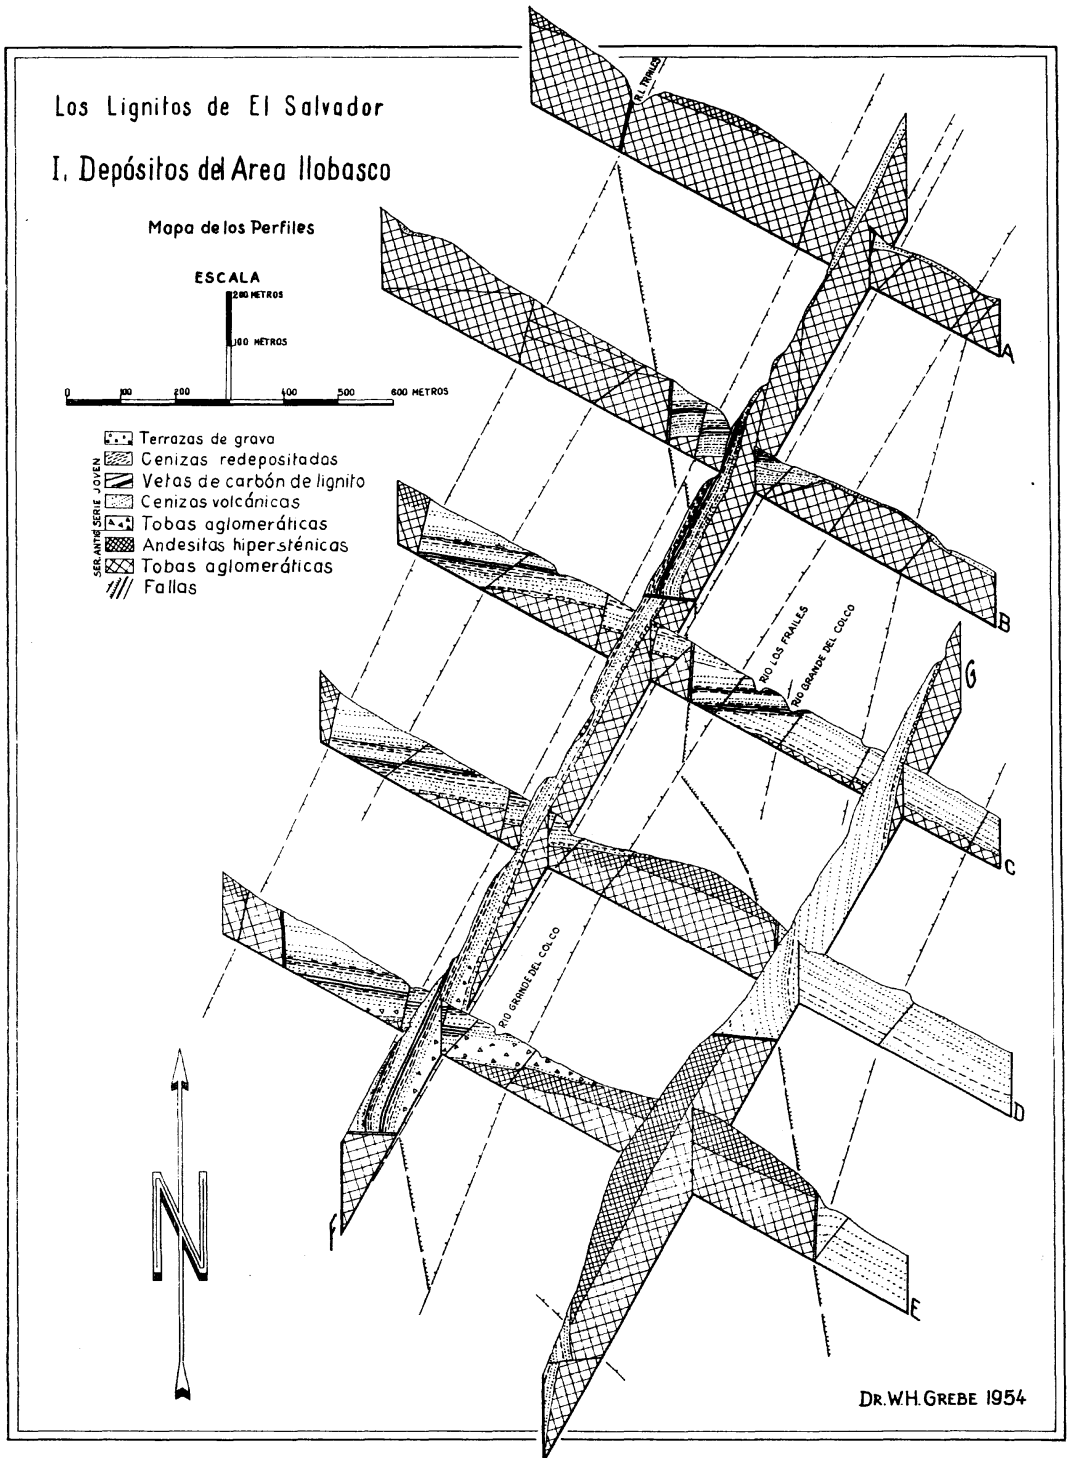 Los Lignitos de El Salvador
I. Depósitos del Area Ilobasco
Mapa de los Perfiles
ESCALA
200 METROS
100 METROS
0 100 200 400 500 600 METROS
SER. ANTIG. SERIE JOVEN
Terrazas de grava
Cenizas redepositadas
Vetas de carbón de lignito
Cenizas volcánicas
Tobas aglomeráticas
Andesitas hipersténicas
Tobas aglomeráticas
Fallas
A
B
RIO LOS FRAILES
RIO GRANDE DEL COLCO
G
C
RIO GRANDE DEL COLCO
D
F
E
N
DR. W.H. GREBE 1954